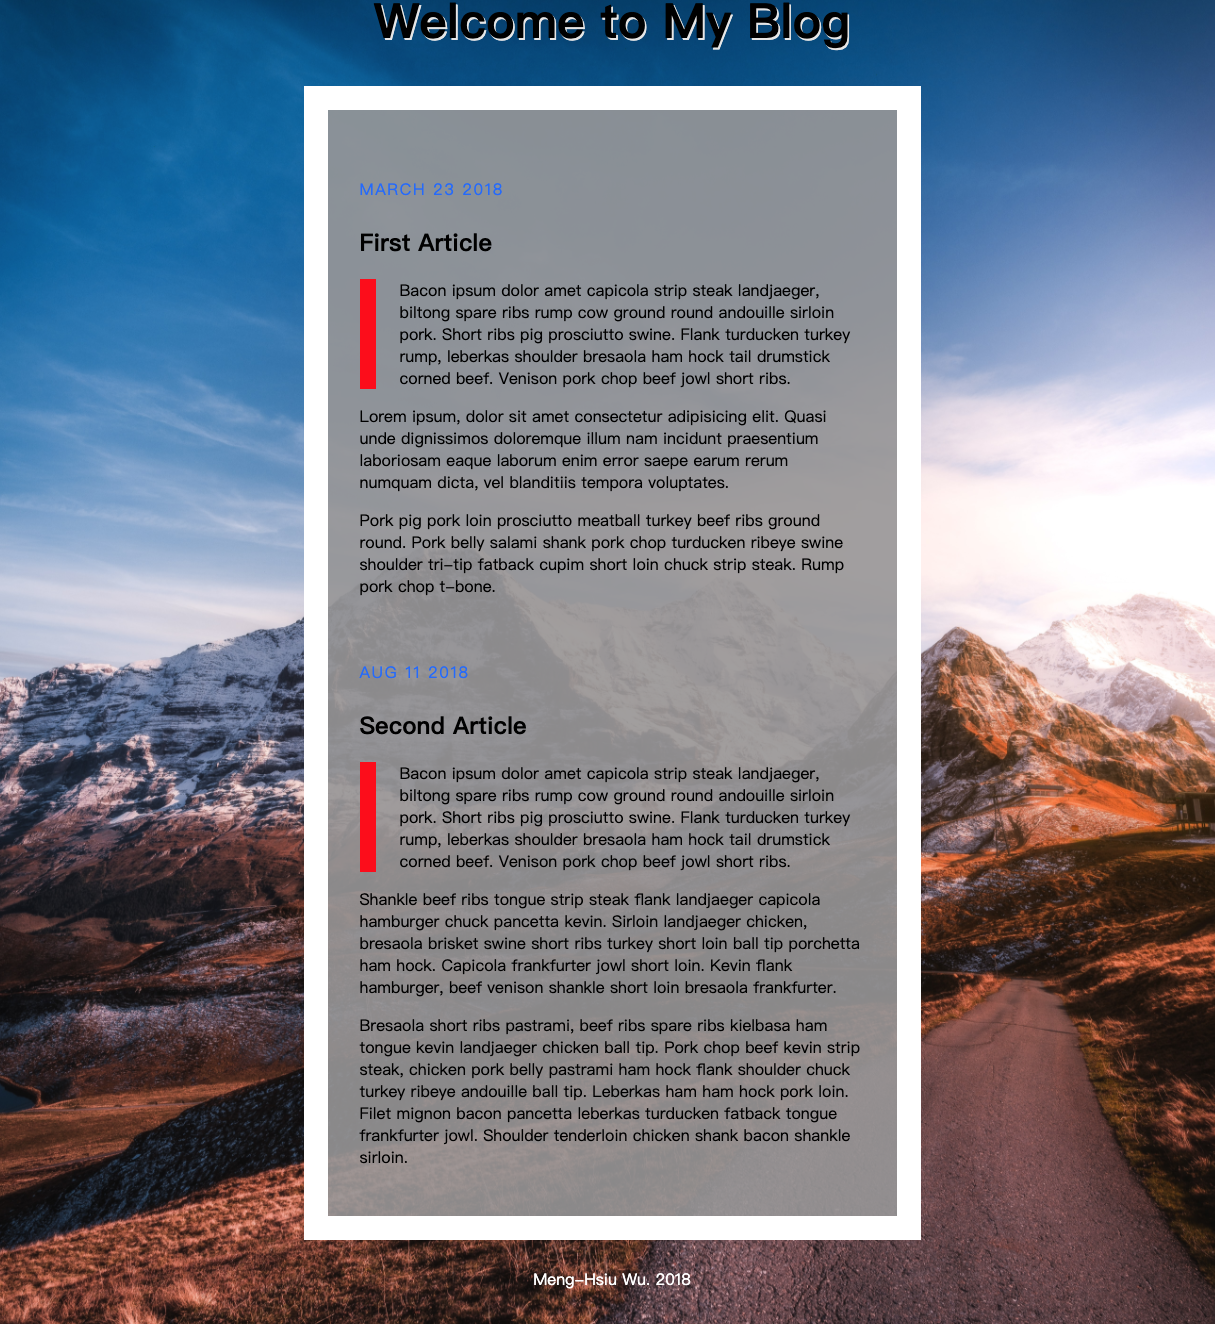 Welcome to My Blog
MARCH 23 2018
First Article
Bacon ipsum dolor amet capicola strip steak landjaeger,
biltong spare ribs rump cow ground round andouille sirloin
pork. Short ribs pig prosciutto swine. Flank turducken turkey
rump, leberkas shoulder bresaola ham hock tail drumstick
corned beef. Venison pork chop beef jowl short ribs.
Lorem ipsum, dolor sit amet consectetur adipisicing elit. Quasi
unde dignissimos doloremque illum nam incidunt praesentium
laboriosam eaque laborum enim error saepe earum rerum
numquam dicta, vel blanditiis tempora voluptates.
Pork pig pork loin prosciutto meatball turkey beef ribs ground
round. Pork belly salami shank pork chop turducken ribeye swine
shoulder tri-tip fatback cupim short loin chuck strip steak. Rump
pork chop t-bone.
AUG 11 2018
Second Article
Bacon ipsum dolor amet capicola strip steak landjaeger,
biltong spare ribs rump cow ground round andouille sirloin
pork. Short ribs pig prosciutto swine. Flank turducken turkey
rump, leberkas shoulder bresaola ham hock tail drumstick
corned beef. Venison pork chop beef jowl short ribs.
Shankle beef ribs tongue strip steak flank landjaeger capicola
hamburger chuck pancetta kevin. Sirloin landjaeger chicken,
bresaola brisket swine short ribs turkey short loin ball tip porchetta
ham hock. Capicola frankfurter jowl short loin. Kevin flank
hamburger, beef venison shankle short loin bresaola frankfurter.
Bresaola short ribs pastrami, beef ribs spare ribs kielbasa ham
tongue kevin landjaeger chicken ball tip. Pork chop beef kevin strip
steak, chicken pork belly pastrami ham hock flank shoulder chuck
turkey ribeye andouille ball tip. Leberkas ham ham hock pork loin.
Filet mignon bacon pancetta leberkas turducken fatback tongue
frankfurter jowl. Shoulder tenderloin chicken shank bacon shankle
sirloin.
Meng-Hsiu Wu. 2018